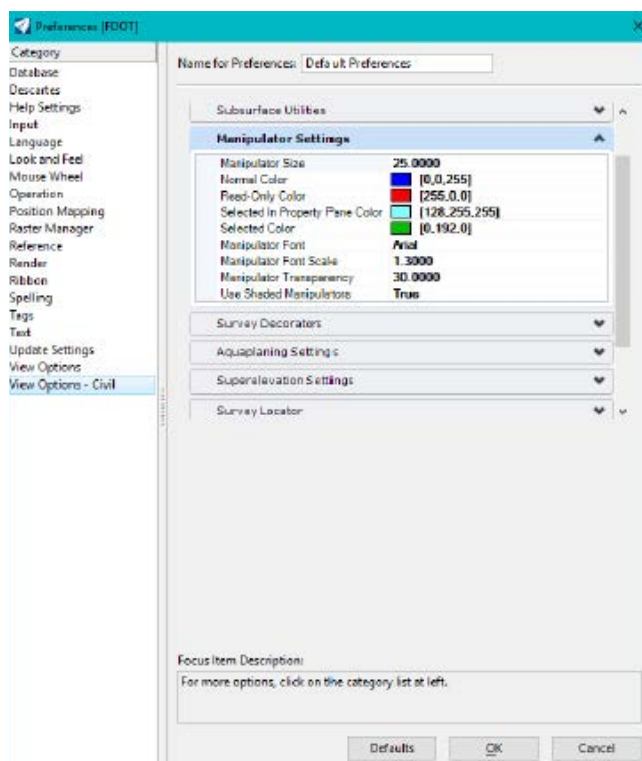 Preferences [FDOT]
Category
Database
Descartes
Help Settings
Input
Language
Look and Feel
Mouse Wheel
Operation
Position Mapping
Raster Manager
Reference
Render
Ribbon
Spelling
Tags
Text
Update Settings
View Options
View Options - Civil
Name for Preferences: Default Preferences
Subsurface Utilities
Manipulator Settings
Manipulator Size 25.0000
Normal Color [0,0,255]
Read-Only Color [255,0,0]
Selected In Property Pane Color [128,255,255]
Selected Color [0,192,0]
Manipulator Font Arial
Manipulator Font Scale 1.3000
Manipulator Transparency 30.0000
Use Shaded Manipulators True
Survey Decorators
Aquaplaning Settings
Superelevation Settings
Survey Locator
Focus Item Description:
For more options, click on the category list at left.
Defaults OK Cancel